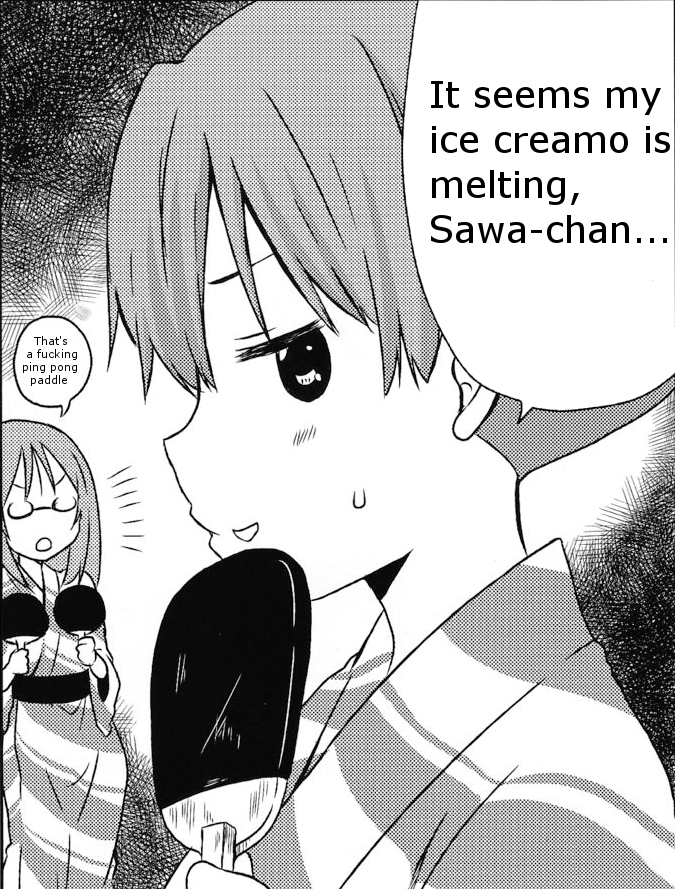 It seems my
ice creamo is
melting,
Sawa-chan...
That's
a fucking
ping pong
paddle